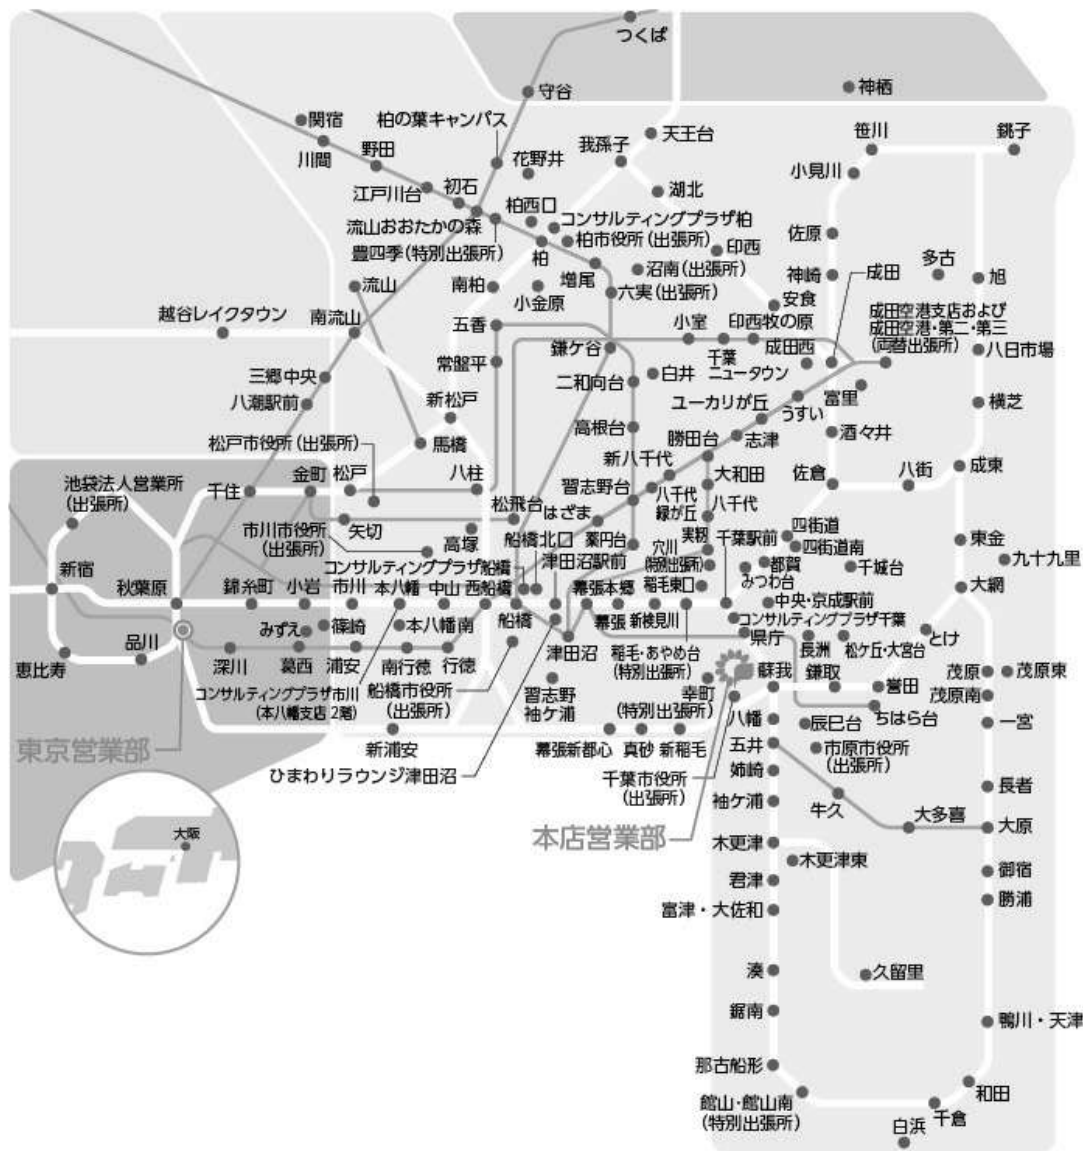 つくば
守谷
神栖
関宿
柏の葉キャンパス
天王台
笹川
銚子
川間
野田
花野井
我孫子
小見川
江戸川台
初石
柏西口
湖北
流山おおたかの森
コンサルティングプラザ柏
柏市役所(出張所)
佐原
豊四季(特別出張所)
柏
印西
多古
増尾
沼南(出張所)
神崎
成田
旭
流山
南柏
小金原
六実(出張所)
安食
成田空港支店および
成田空港・第二・第三
(両替出張所)
越谷レイクタウン
南流山
五香
小室
印西牧の原
鎌ケ谷
千葉
ニュータウン
成田西
八日市場
常盤平
三郷中央
二和向台
白井
富里
八潮駅前
新松戸
ユーカリが丘
うすい
横芝
松戸市役所(出張所)
馬橋
高根台
勝田台
志津
酒々井
池袋法人営業所
(出張所)
金町
松戸
八柱
新八千代
大和田
佐倉
八街
成東
千住
習志野台
八千代
緑が丘
八千代
松飛台
はざま
矢切
市川市役所
(出張所)
高塚
船橋北口
薬円台
実籾
千葉駅前
四街道
四街道南
東金
九十九里
コンサルティングプラザ船橋
津田沼駅前
穴川
(特別出張所)
都賀
みつわ台
千城台
新宿
秋葉原
錦糸町
小岩
市川
本八幡
中山
西船橋
幕張本郷
稲毛東口
中央・京成駅前
大網
みずえ
篠崎
本八幡南
船橋
幕張
新検見川
コンサルティングプラザ千葉
県庁
長洲
松ケ丘・大宮台
とけ
品川
恵比寿
深川
葛西
浦安
南行徳
行徳
津田沼
稲毛・あやめ台
(特別出張所)
蘇我
鎌取
誉田
茂原
茂原東
コンサルティングプラザ市川
(本八幡支店 2階)
船橋市役所
(出張所)
習志野
袖ケ浦
幸町
(特別出張所)
ちはら台
茂原南
八幡
辰巳台
一宮
東京営業部
新浦安
幕張新都心
真砂
新稲毛
五井
市原市役所
(出張所)
ひまわりラウンジ津田沼
千葉市役所
(出張所)
姉崎
長者
袖ケ浦
牛久
大多喜
大原
大阪
本店営業部
木更津
木更津東
御宿
君津
勝浦
富津・大佐和
湊
久留里
鋸南
鴨川・天津
那古船形
和田
館山・館山南
(特別出張所)
千倉
白浜